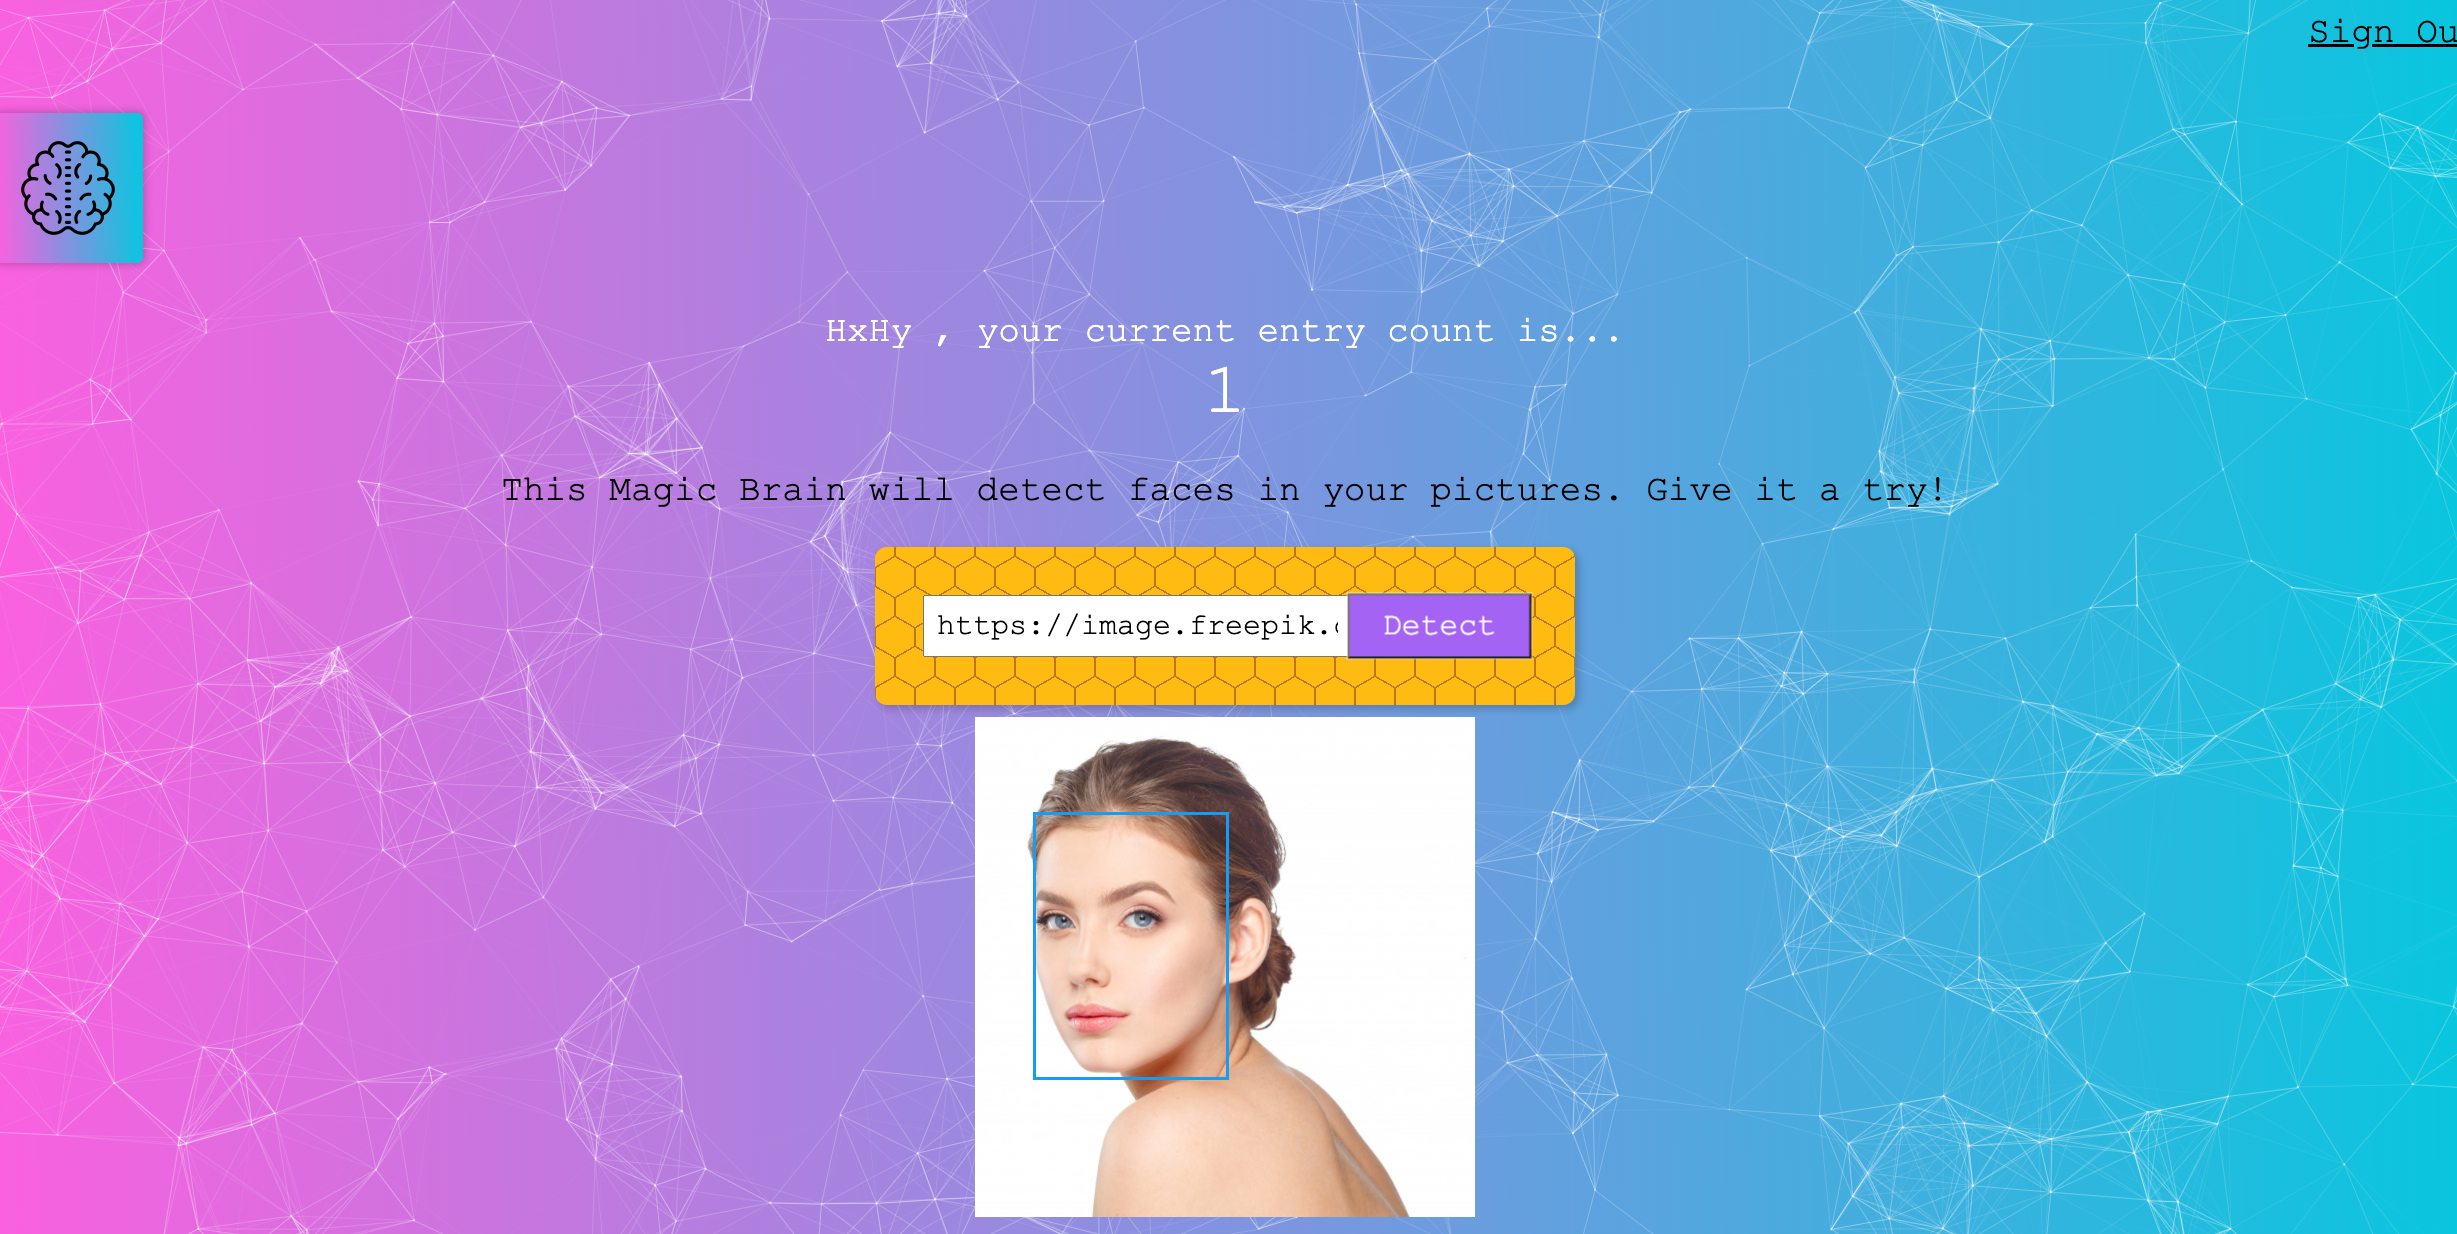 Sign Ou
HxHy , your current entry count is...
1
This Magic Brain will detect faces in your pictures. Give it a try!
https://image.freepik.c
Detect